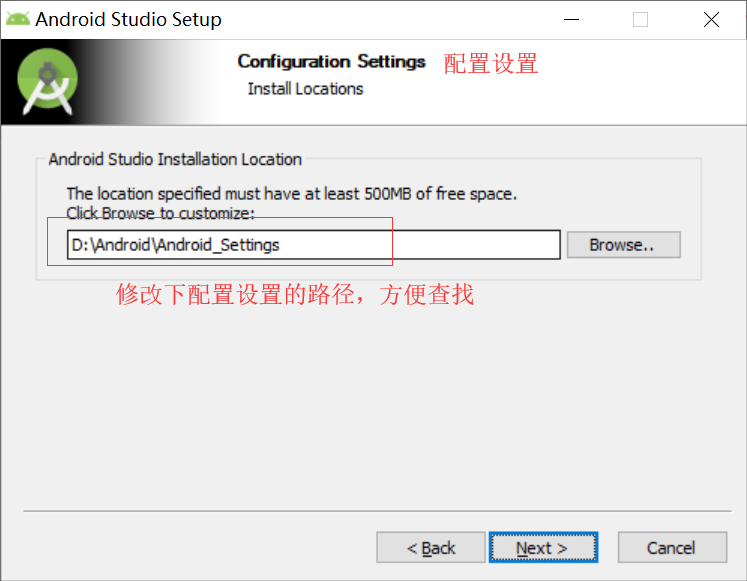 Android Studio Setup
Configuration Settings 配置设置
Install Locations
Android Studio Installation Location
The location specified must have at least 500MB of free space.
Click Browse to customize:
D:\Android\Android_Settings
Browse..
修改下配置设置的路径，方便查找
< Back
Next >
Cancel